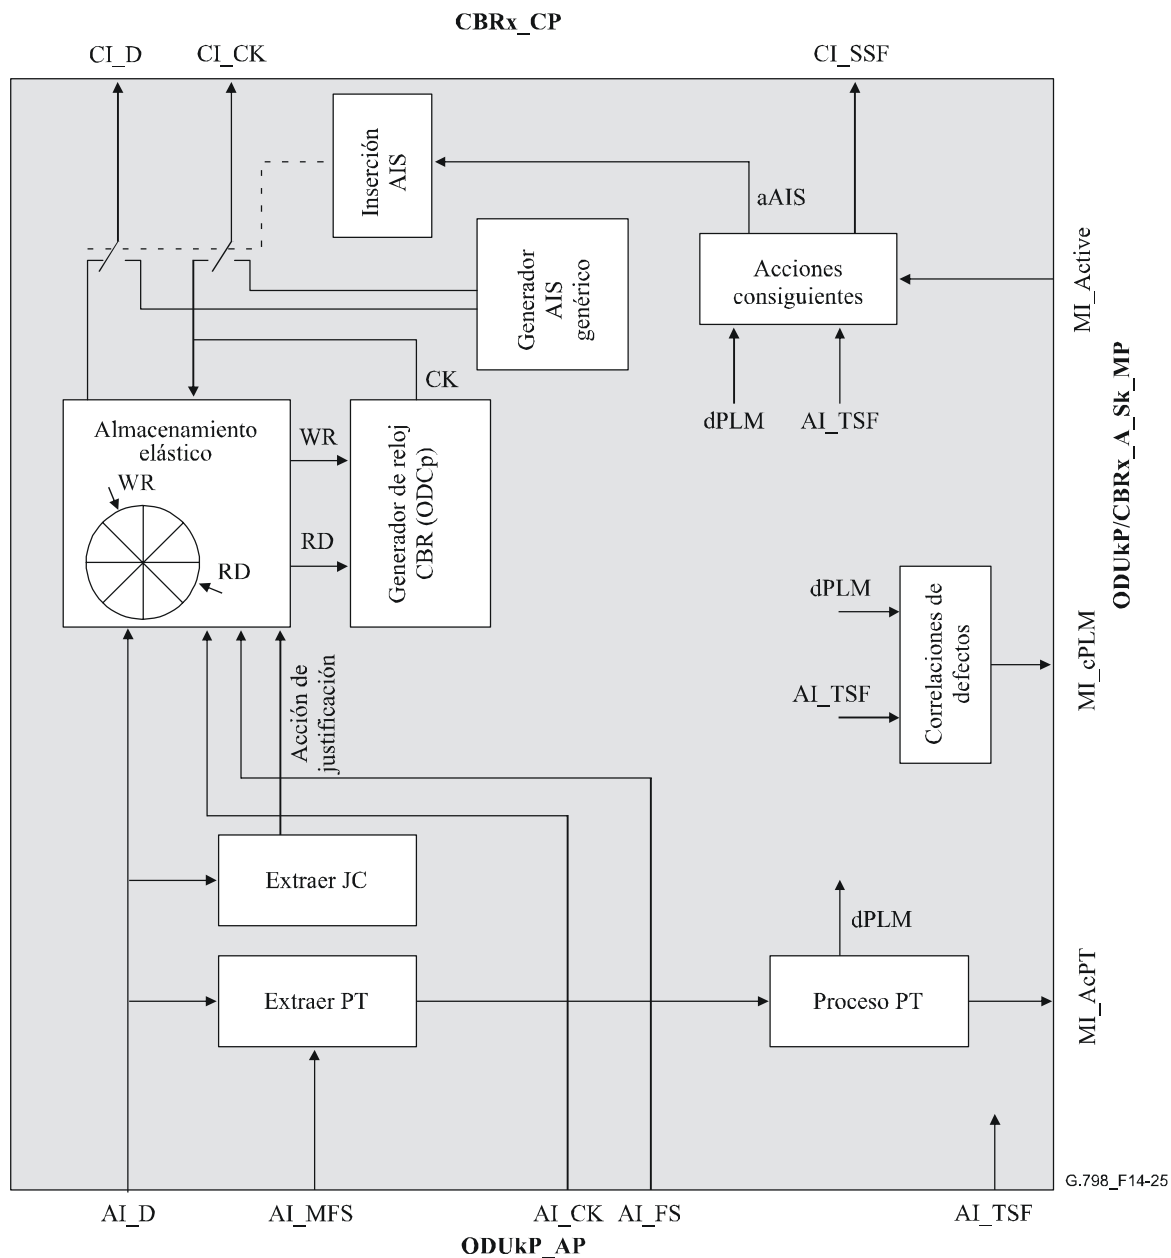 CBRx_CP
CI_D
CI_CK
CI_SSF
Inserción
AIS
aAIS
Generador
AIS
genérico
Acciones
consiguientes
MI_Active
CK
dPLM
AI_TSF
ODUkP/CBRx_A_Sk_MP
Almacenamiento
elástico
WR
RD
WR
RD
Generador de reloj
CBR (ODCp)
dPLM
AI_TSF
Correlaciones de
defectos
MI_cPLM
Acción de
justificación
Extraer JC
dPLM
Extraer PT
Proceso PT
MI_AcPT
G.798_F14-25
AI_D
AI_MFS
AI_CK
AI_FS
AI_TSF
ODUkP_AP